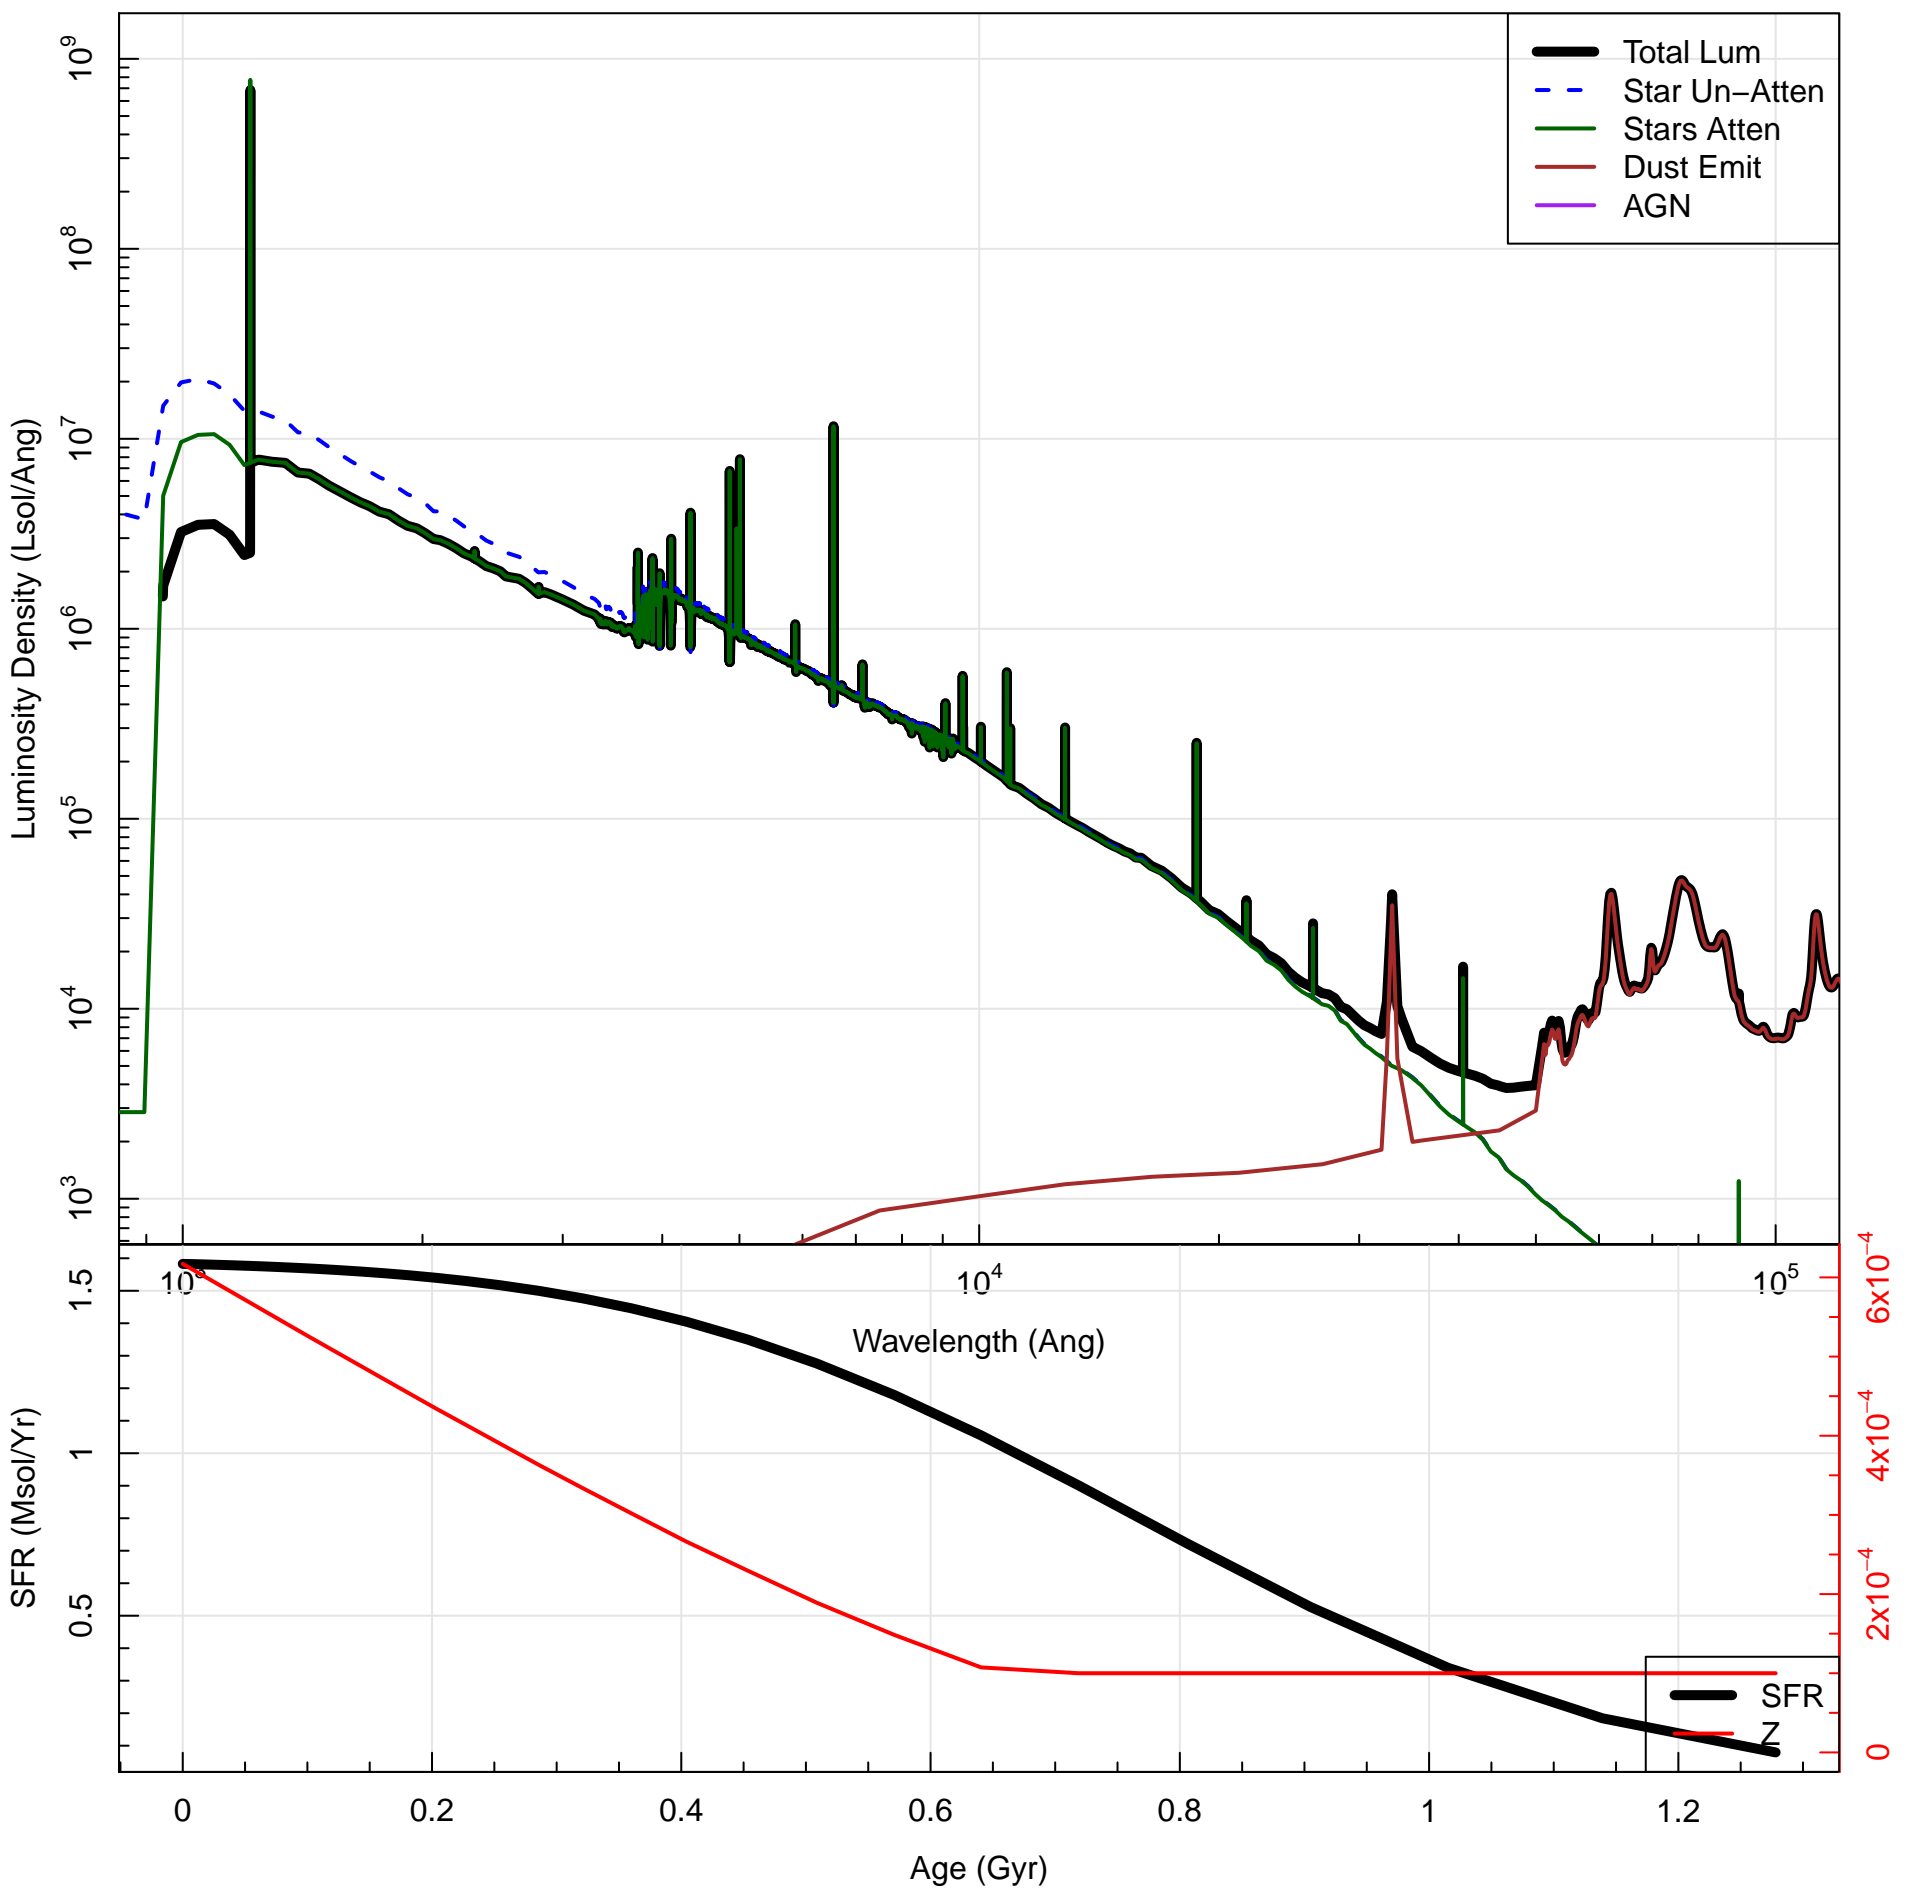 Total Lum
Star Un−Atten
Stars Atten
Dust Emit
AGN
Luminosity Density (Lsol/Ang)
10^9
10^8
10^7
10^6
10^5
10^4
10^3
10^3
10^4
10^5
Wavelength (Ang)
SFR (Msol/Yr)
1.5
1
0.5
6x10^−4
4x10^−4
2x10^−4
0
SFR
Z
0
0.2
0.4
0.6
0.8
1
1.2
Age (Gyr)